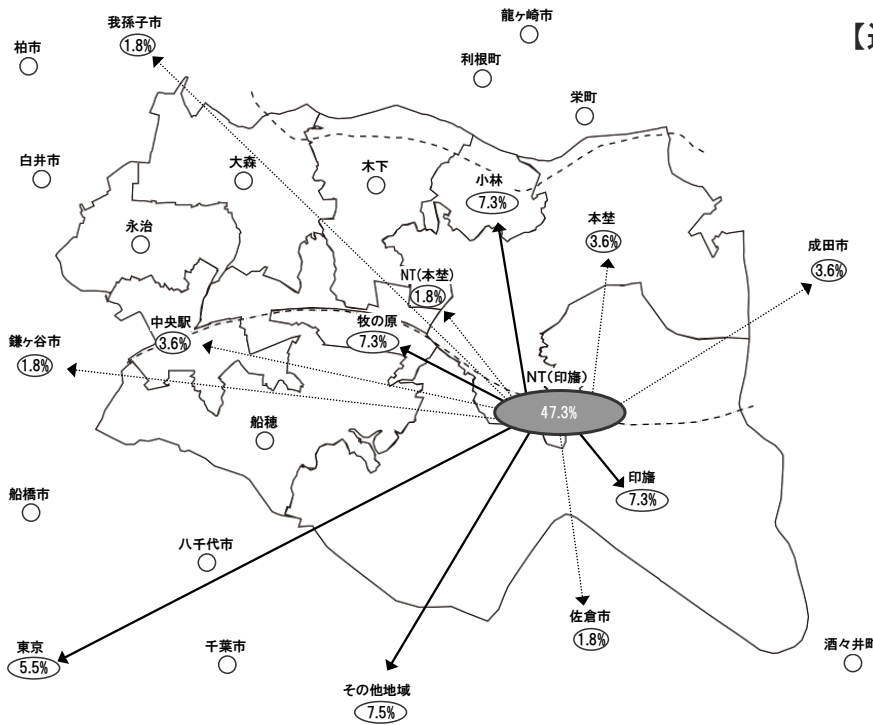 龍ヶ崎市
我孫子市
1.8%
【
柏市
利根町
栄町
白井市
大森
木下
小林
7.3%
本埜
3.6%
永治
成田市
3.6%
NT(本埜)
1.8%
中央駅
3.6%
牧の原
7.3%
鎌ヶ谷市
1.8%
NT(印旛)
47.3%
船穂
印旛
7.3%
船橋市
八千代市
佐倉市
1.8%
東京
5.5%
千葉市
酒々井町
その他地域
7.5%